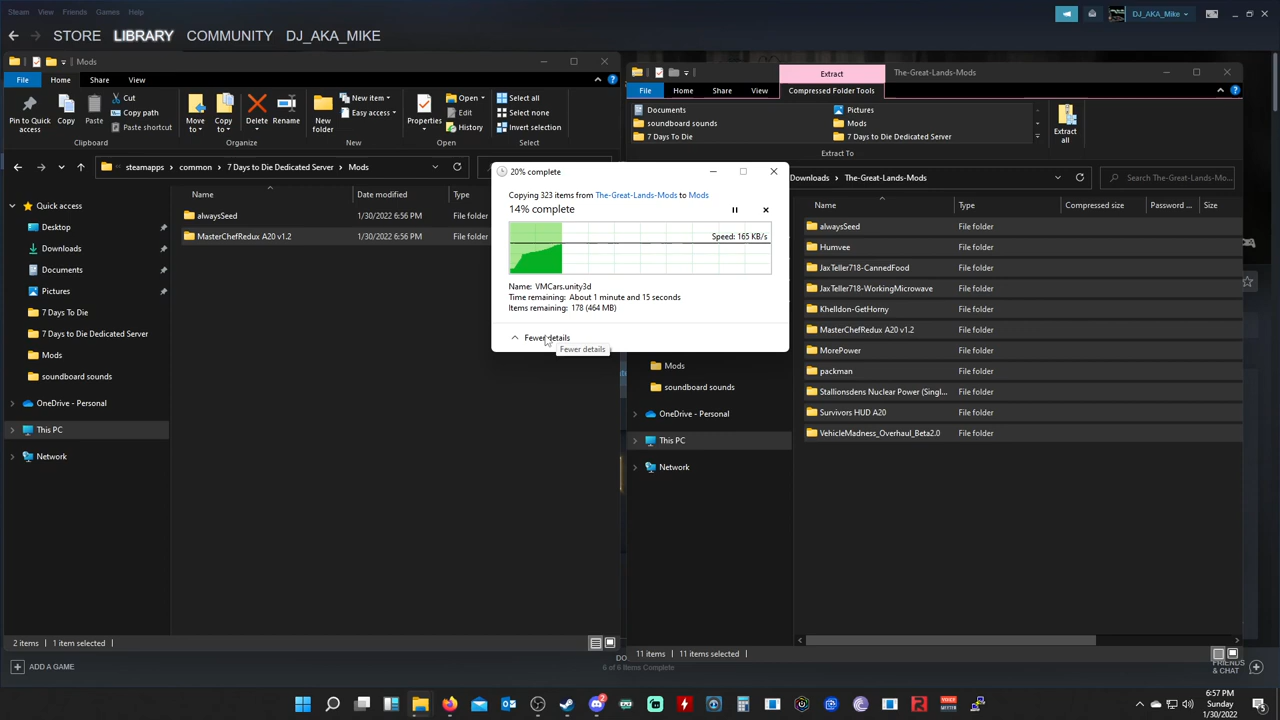 Steam View Friends Games Help
DJ_AKA_Mike
STORE LIBRARY COMMUNITY DJ_AKA_MIKE
Mods
File Home Share View
Pin to Quick access
Copy
Paste
Cut
Copy path
Paste shortcut
Clipboard
Move to
Copy to
Delete
Rename
Organize
New folder
New item
Easy access
New
Properties
Open
Edit
History
Open
Select all
Select none
Invert selection
Select
steamapps > common > 7 Days to Die Dedicated Server > Mods
Quick access
Desktop
Downloads
Documents
Pictures
7 Days To Die
7 Days to Die Dedicated Server
Mods
soundboard sounds
OneDrive - Personal
This PC
Network
Name Date modified Type
alwaysSeed 1/30/2022 6:56 PM File folder
MasterChefRedux A20 v1.2 1/30/2022 6:56 PM File folder
2 items 1 item selected
20% complete
Copying 323 items from The-Great-Lands-Mods to Mods
14% complete
Speed: 165 KB/s
Name: VMCars.unity3d
Time remaining: About 1 minute and 15 seconds
Items remaining: 178 (464 MB)
Fewer details
Fewer details
Extract The-Great-Lands-Mods
File Home Share View Compressed Folder Tools
Documents Pictures
soundboard sounds Mods
7 Days To Die 7 Days to Die Dedicated Server
Extract To
Extract all
Downloads > The-Great-Lands-Mods
Search The-Great-Lands-Mo...
Name Type Compressed size Password ... Size
alwaysSeed File folder
Humvee File folder
JaxTeller718-CannedFood File folder
JaxTeller718-WorkingMicrowave File folder
Khelldon-GetHorny File folder
MasterChefRedux A20 v1.2 File folder
MorePower File folder
packman File folder
Stallionsdens Nuclear Power (Singl... File folder
Survivors HUD A20 File folder
VehicleMadness_Overhaul_Beta2.0 File folder
Mods
soundboard sounds
OneDrive - Personal
This PC
Network
11 items 11 items selected
ADD A GAME
DO
6 of 6 Items Complete
FRIENDS & CHAT
6:57 PM
Sunday
1/30/2022